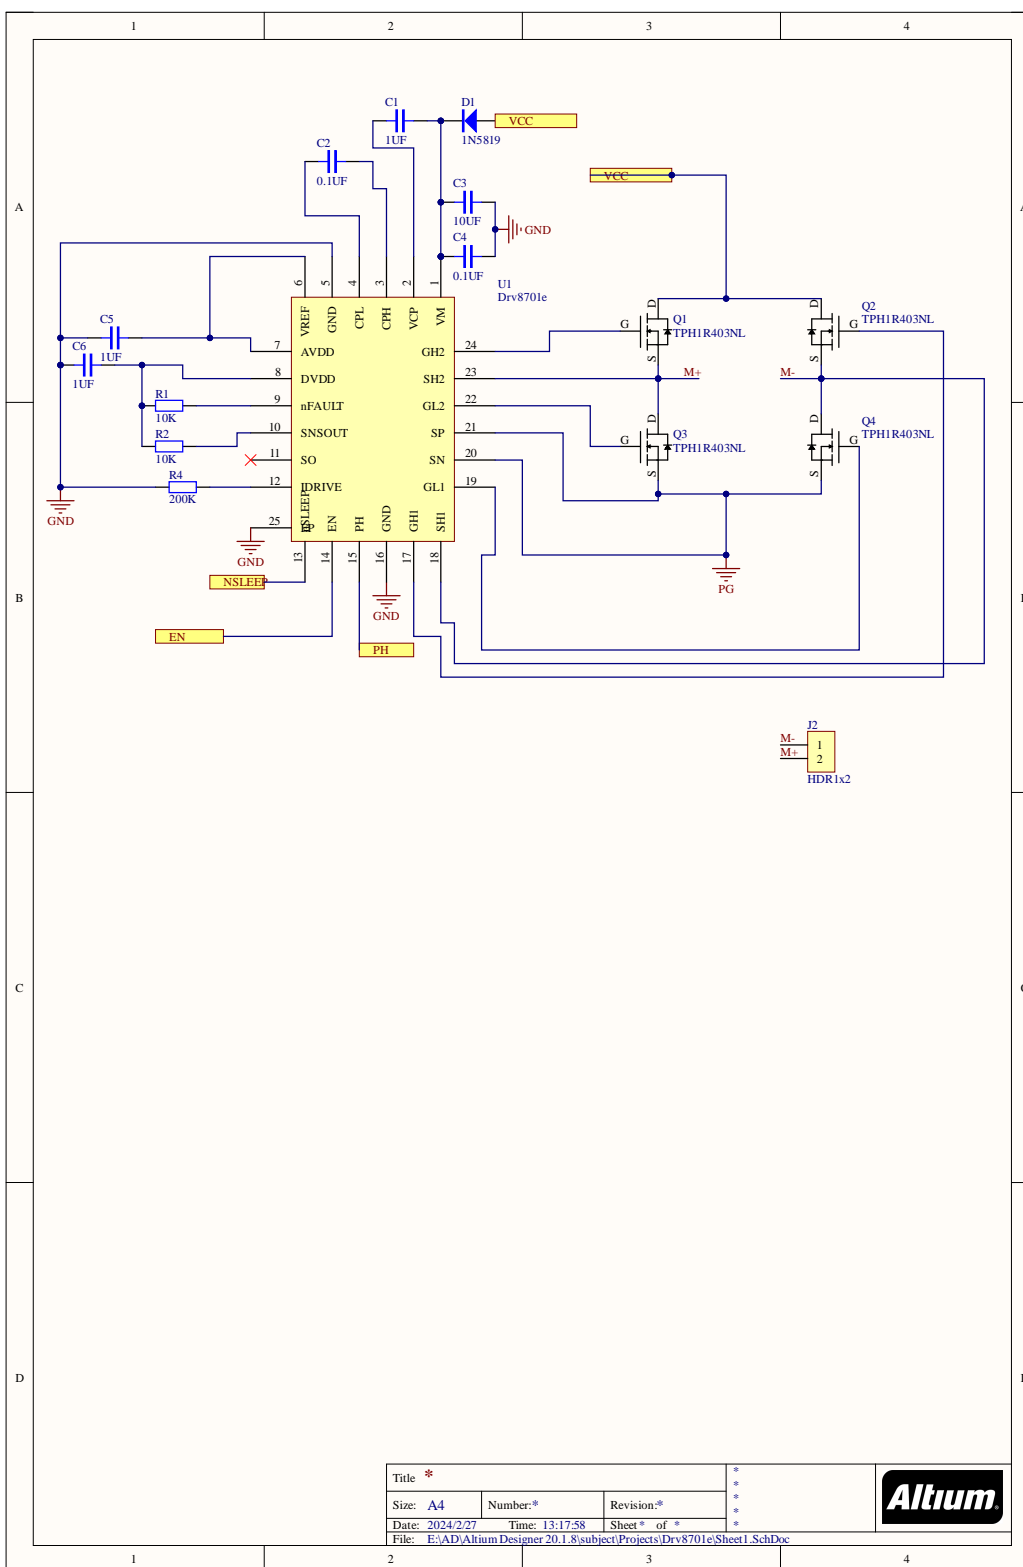 1 2 3 4
C1
D1
VCC
1UF
1N5819
C2
0.1UF
VCC
A
C3
10UF
GND
C4
0.1UF
U1
Drv8701e
6 5 4 3 2 1
VREF GND CPL CPH VCP VM
D D
Q1
TPH1R403NL
Q2
TPH1R403NL
G G
S S
C5
1UF
C6
1UF
7 AVDD
8 DVDD
9 nFAULT
10 SNSOUT
11 SO
12 IDRIVE
25 EP
GH2 24
SH2 23
GL2 22
SP 21
SN 20
GL1 19
M+ M-
R1
10K
R2
10K
R4
200K
D D
Q3
TPH1R403NL
Q4
TPH1R403NL
G G
S S
NSLEEP EN PH GND GH1 SH1
13 14 15 16 17 18
GND
GND
GND
PG
NSLEEP
B
EN
PH
J2
M- 1
M+ 2
HDR1x2
C
D
Title *
Size: A4 Number:* Revision:*
Date: 2024/2/27 Time: 13:17:58 Sheet * of *
File: E:\AD\Altium Designer 20.1.8\subject\Projects\Drv8701e\Sheet1.SchDoc
*
*
*
*
*
Altium
1 2 3 4